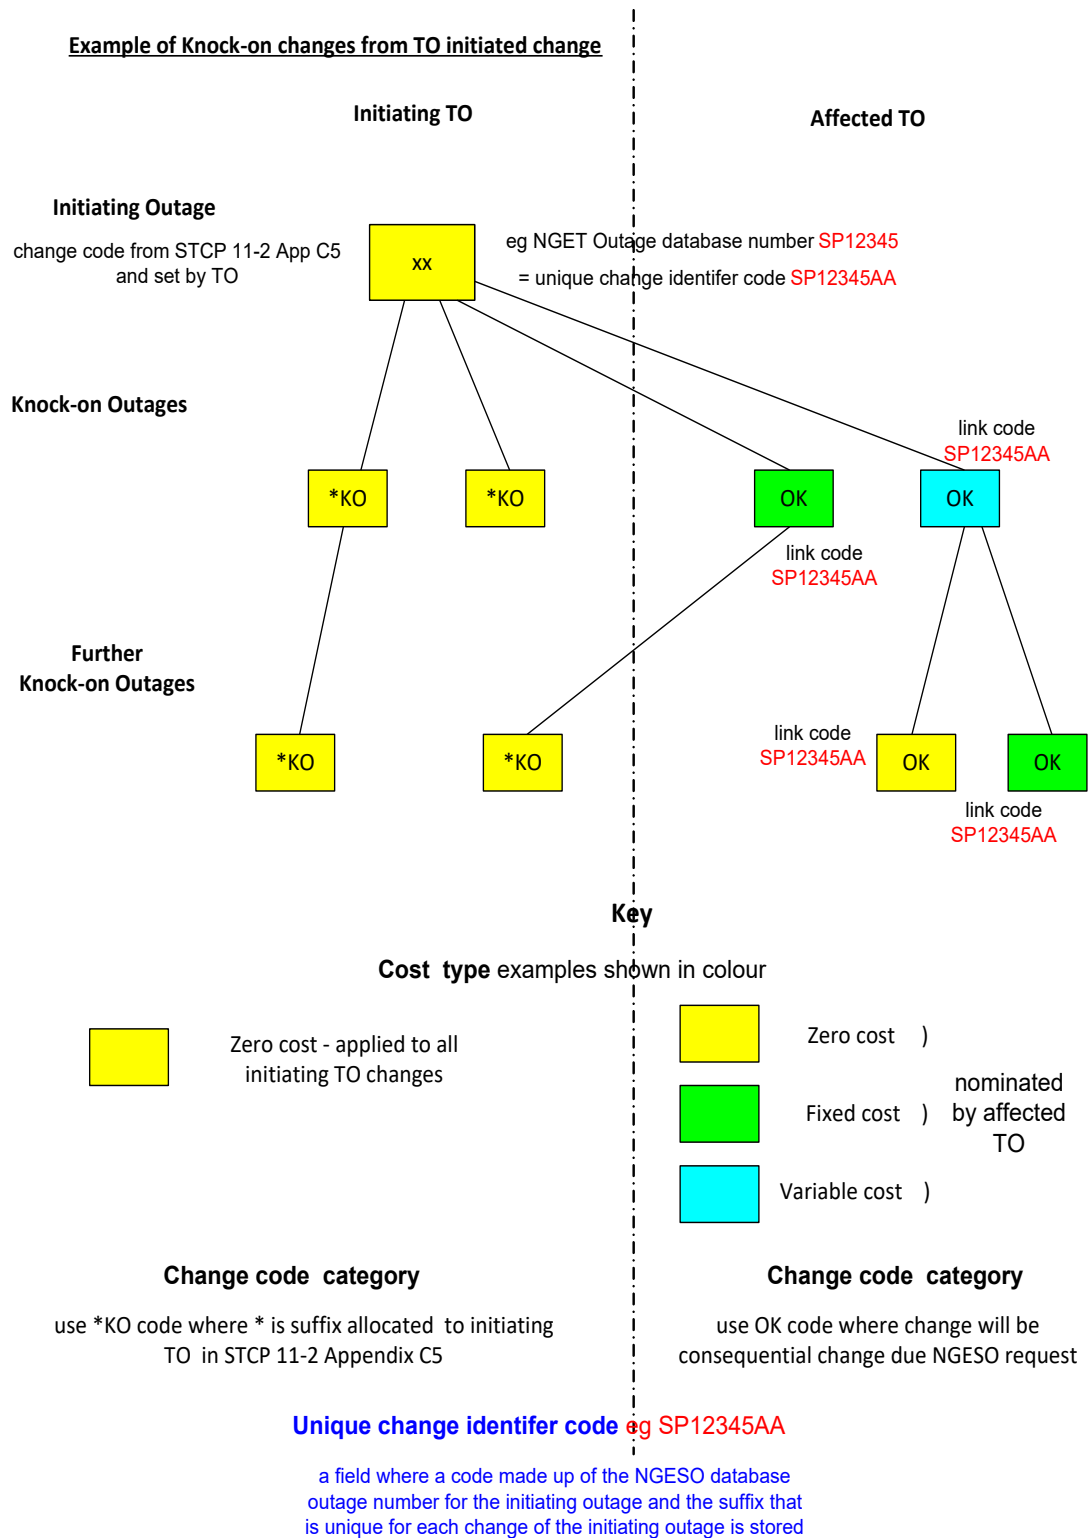 Example of Knock-on changes from TO initiated change
Initiating TO
Affected TO
Initiating Outage
change code from STCP 11-2 App C5
and set by TO
xx
eg NGET Outage database number SP12345
= unique change identifer code SP12345AA
Knock-on Outages
link code
SP12345AA
*KO
*KO
OK
OK
link code
SP12345AA
Further
Knock-on Outages
link code
SP12345AA
*KO
*KO
OK
OK
link code
SP12345AA
Key
Cost type examples shown in colour
Zero cost - applied to all
initiating TO changes
Zero cost )
Fixed cost )
Variable cost )
nominated
by affected
TO
Change code category
use *KO code where * is suffix allocated to initiating
TO in STCP 11-2 Appendix C5
Change code category
use OK code where change will be
consequential change due NGESO request
Unique change identifer code eg SP12345AA
a field where a code made up of the NGESO database
outage number for the initiating outage and the suffix that
is unique for each change of the initiating outage is stored